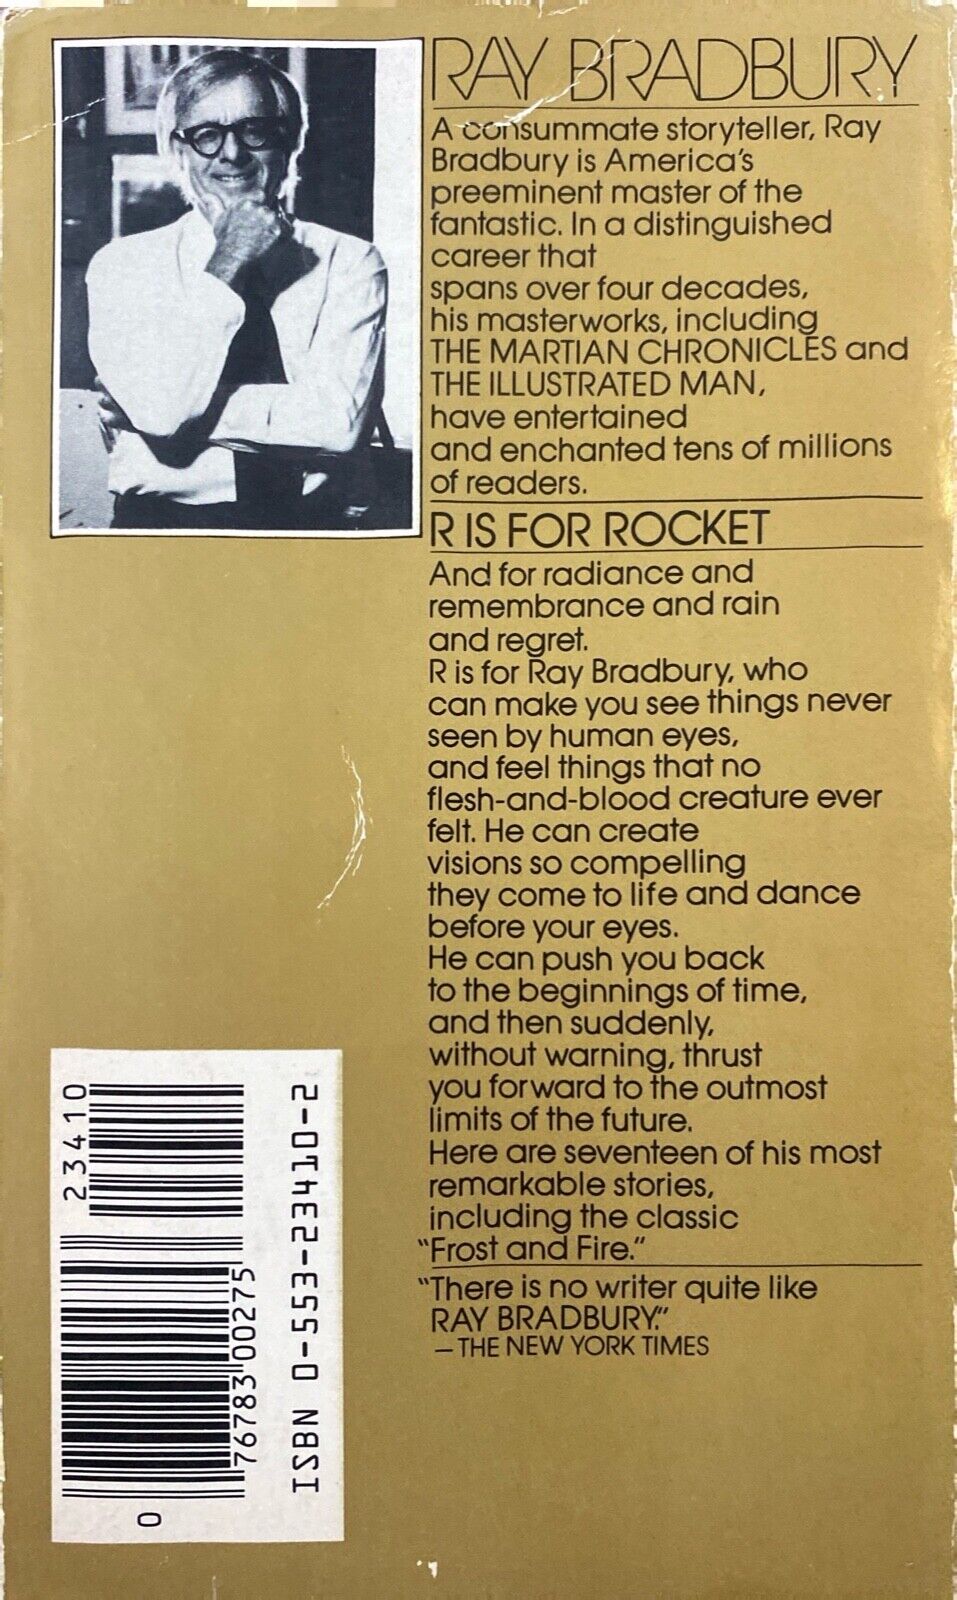 RAY BRADBURY
A consummate storyteller, Ray
Bradbury is America's
preeminent master of the
fantastic. In a distinguished
career that
spans over four decades,
his masterworks, including
THE MARTIAN CHRONICLES and
THE ILLUSTRATED MAN,
have entertained
and enchanted tens of millions
of readers.
R IS FOR ROCKET
And for radiance and
remembrance and rain
and regret.
R is for Ray Bradbury, who
can make you see things never
seen by human eyes,
and feel things that no
flesh-and-blood creature ever
felt. He can create
visions so compelling
they come to life and dance
before your eyes.
He can push you back
to the beginnings of time,
and then suddenly,
without warning, thrust
you forward to the outmost
limits of the future.
Here are seventeen of his most
remarkable stories,
including the classic
"Frost and Fire."
"There is no writer quite like
RAY BRADBURY."
—THE NEW YORK TIMES
23410
0
76783 00275
ISBN 0-553-23410-2